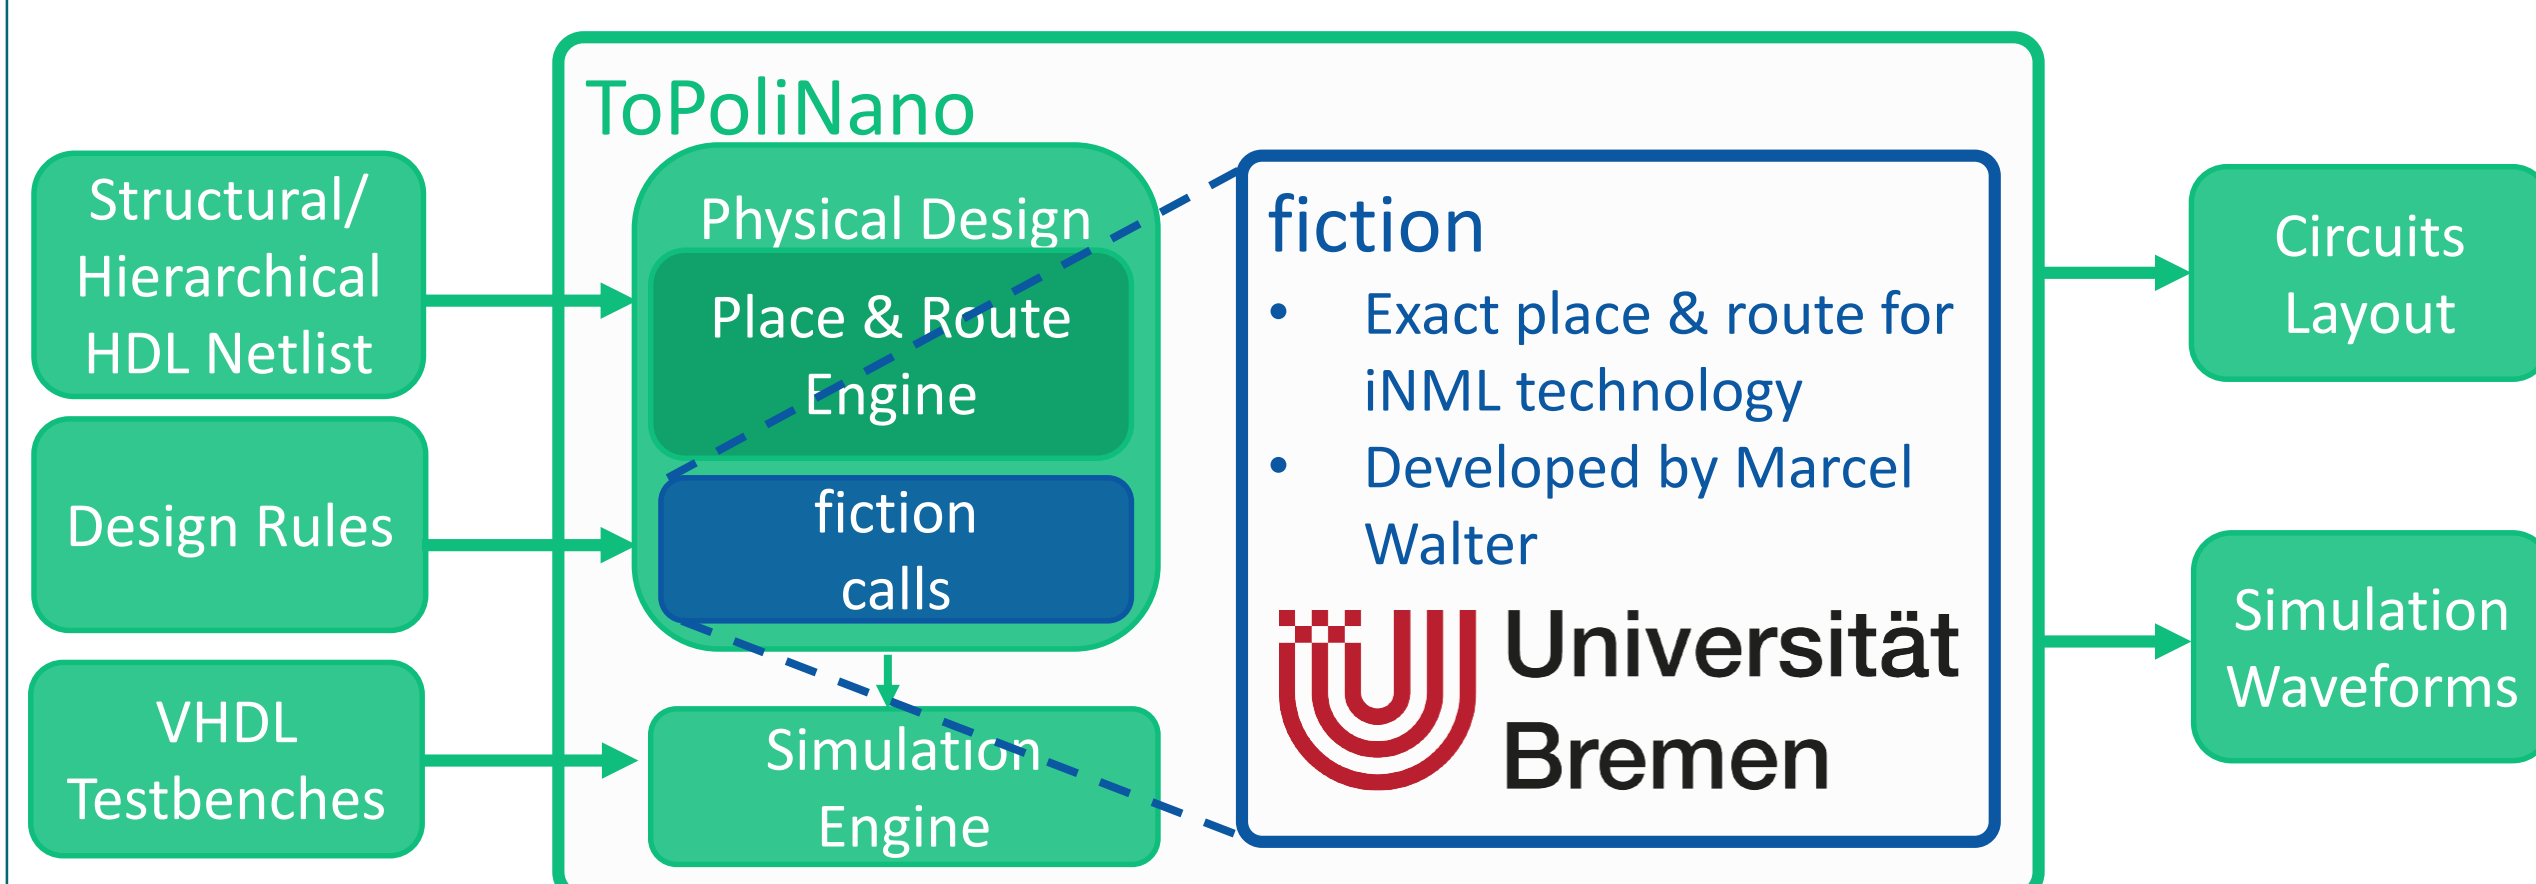 ToPoliNano
Structural/
Hierarchical
HDL Netlist
Design Rules
VHDL
Testbenches
Physical Design
Place & Route
Engine
fiction
calls
Simulation
Engine
fiction
• Exact place & route for
iNML technology
• Developed by Marcel
Walter
Universität
Bremen
Circuits
Layout
Simulation
Waveforms